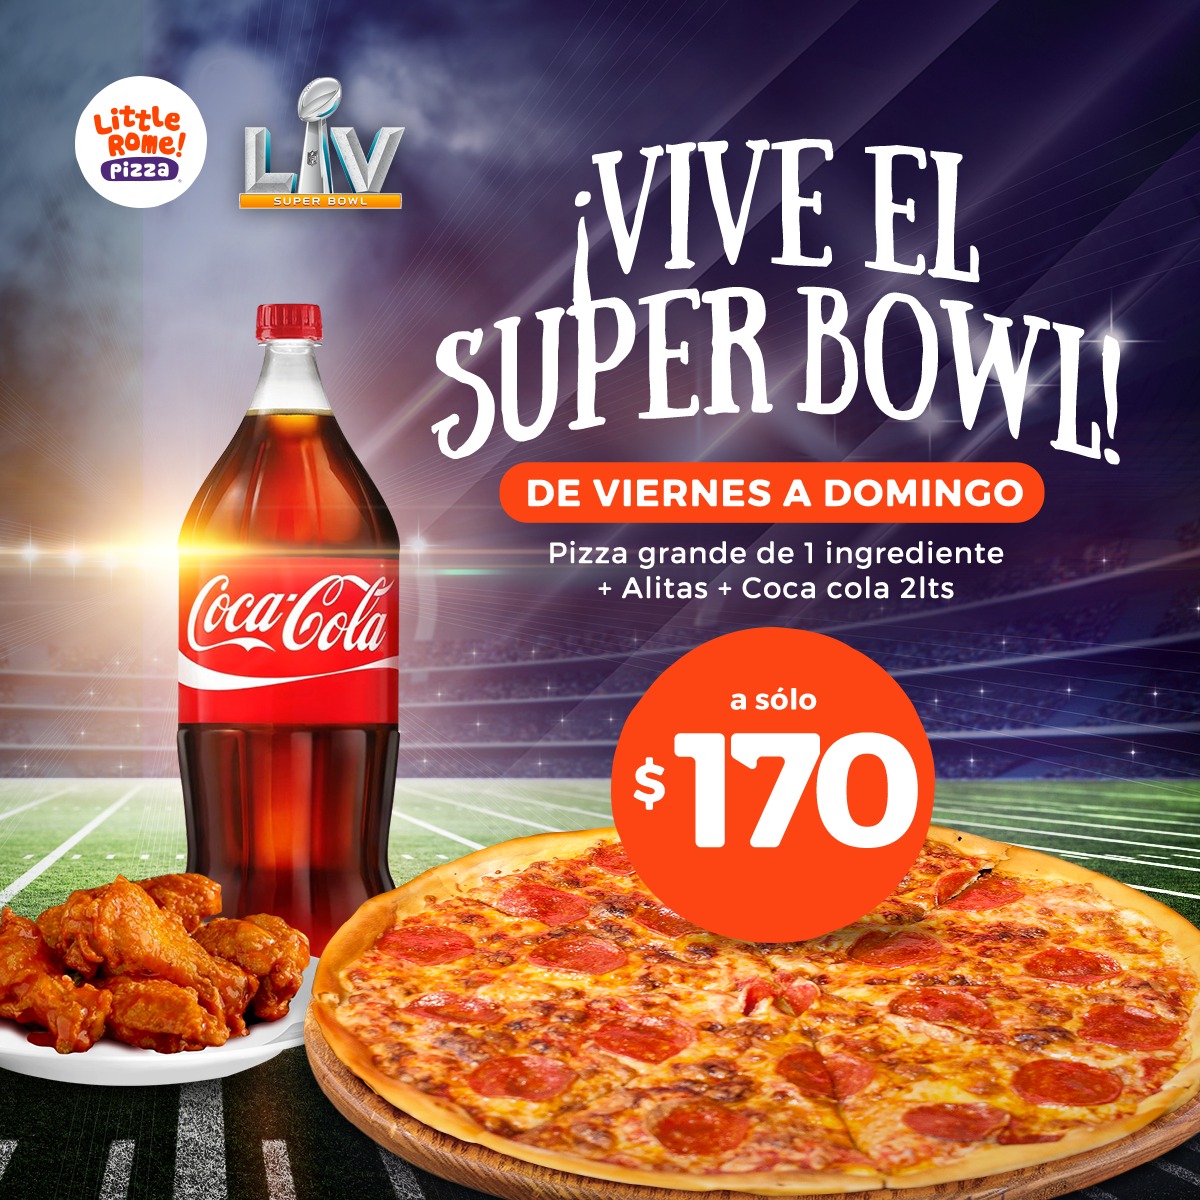 Little
Rome!
Pizza
LIV
SUPER BOWL
¡VIVE EL
SUPER BOWL!
DE VIERNES A DOMINGO
Pizza grande de 1 ingrediente
+ Alitas + Coca cola 2lts
Coca-Cola
a sólo
$170